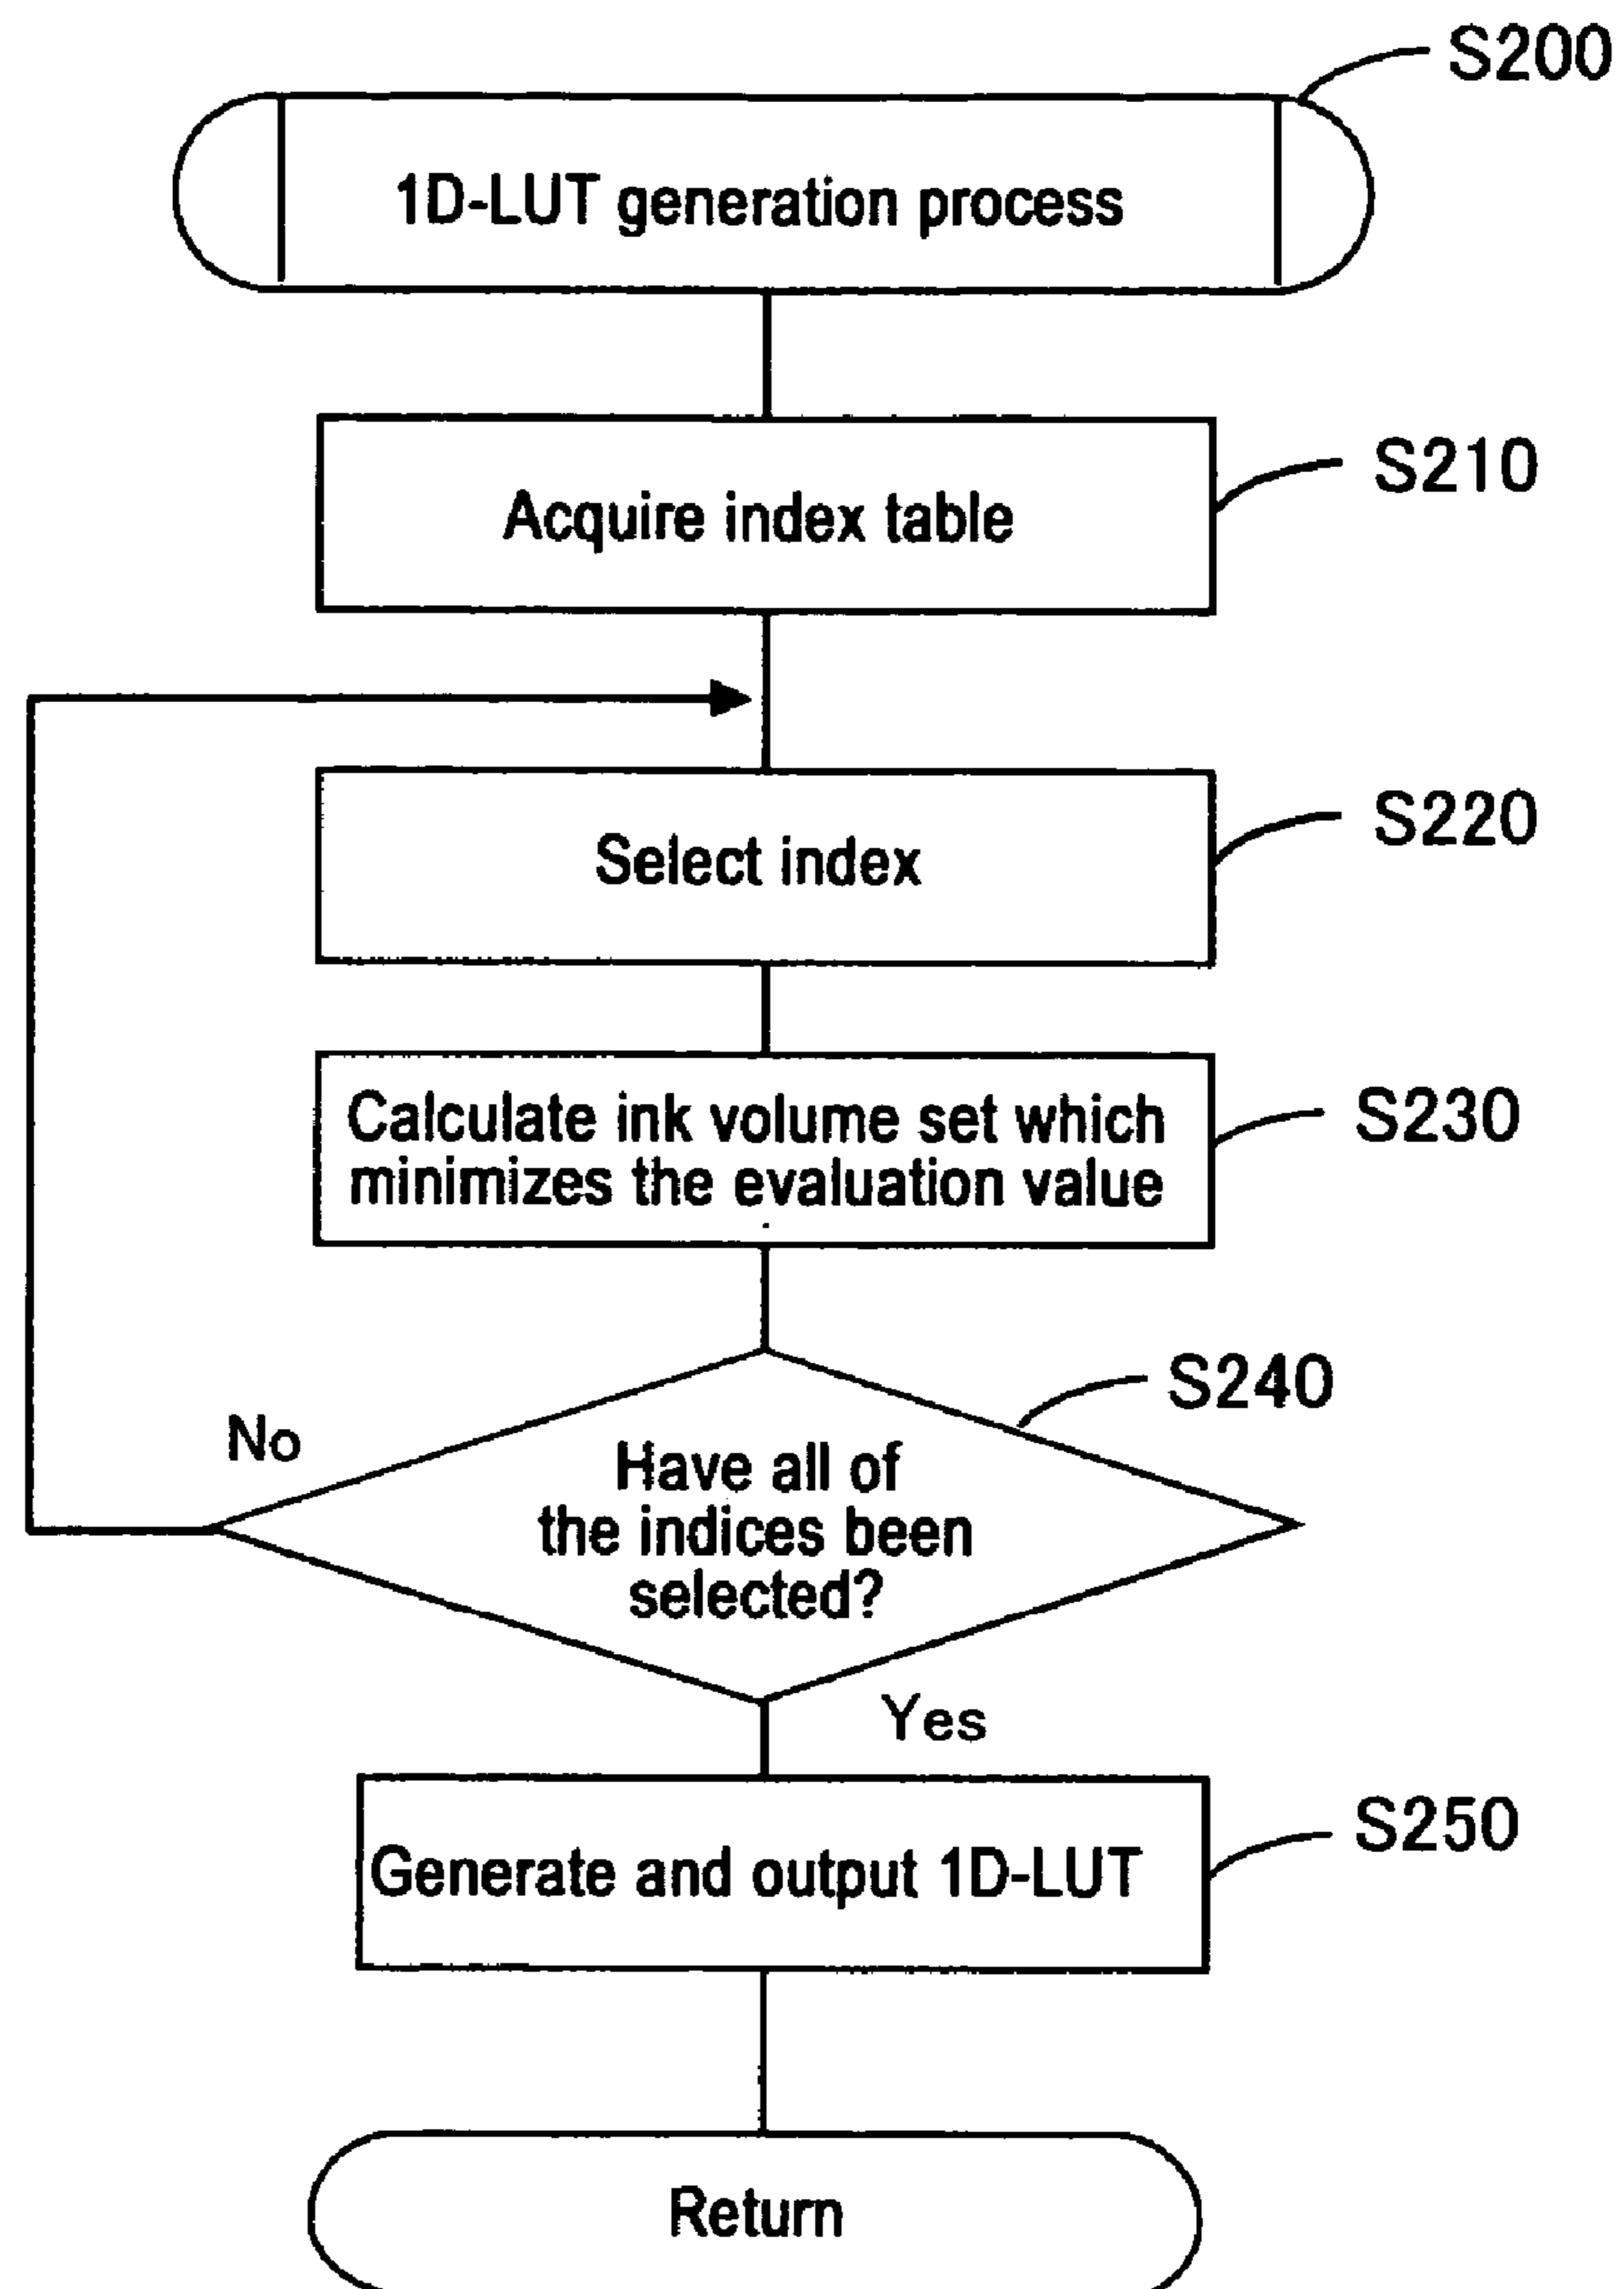 S200
1D-LUT generation process
S210
Acquire index table
S220
Select index
S230
Calculate ink volume set which
minimizes the evaluation value
S240
No
Have all of
the indices been
selected?
Yes
S250
Generate and output 1D-LUT
Return